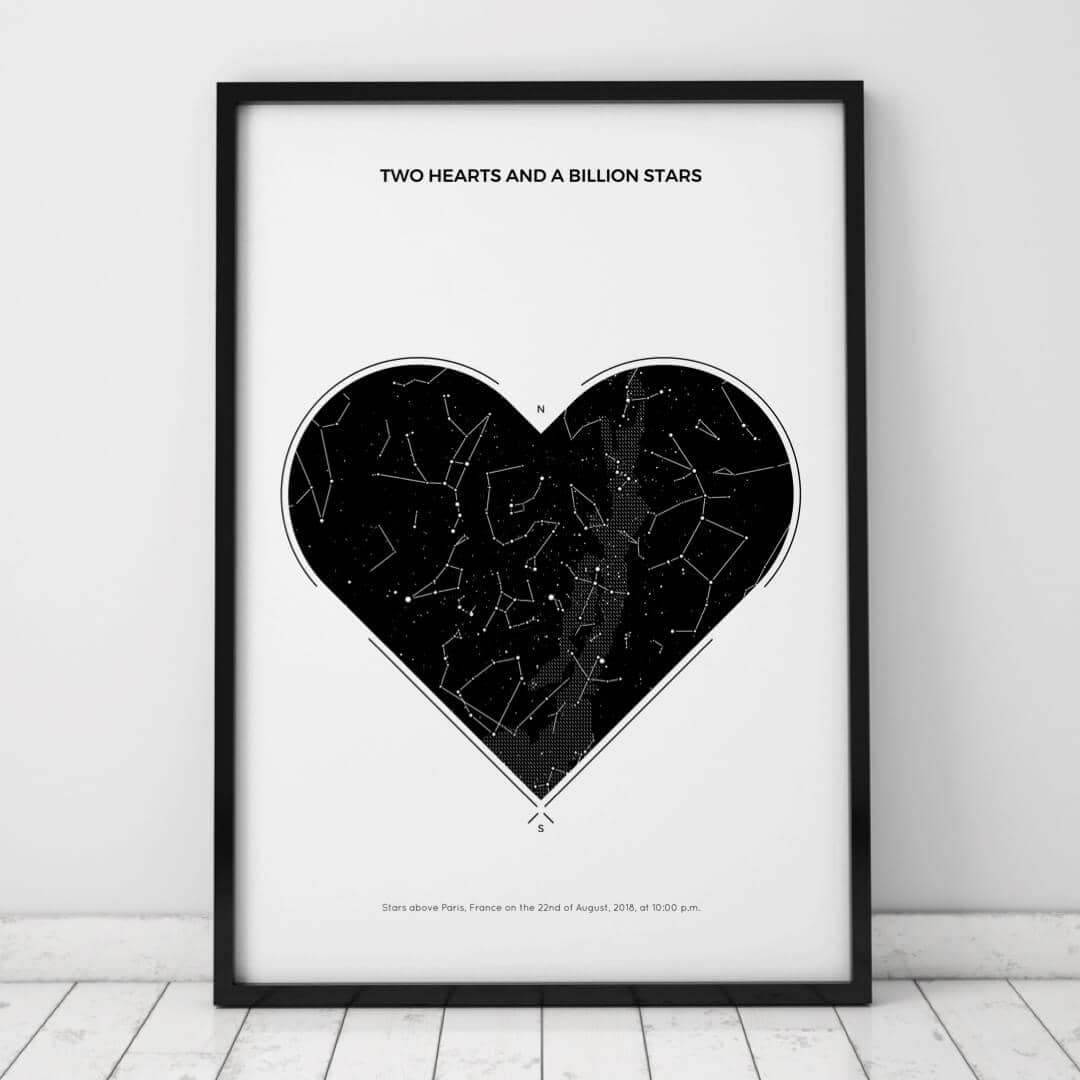 TWO HEARTS AND A BILLION STARS
N
S
Stars above Paris, France on the 22nd of August, 2018, at 10:00 p.m.